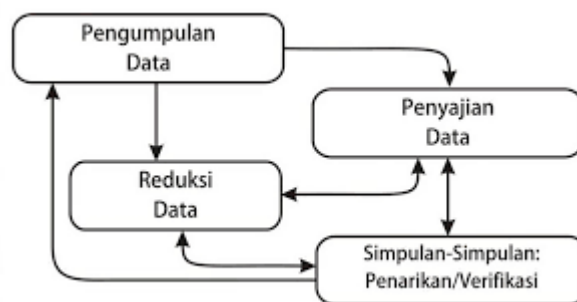 Pengumpulan
Data
Penyajian
Data
Reduksi
Data
Simpulan-Simpulan:
Penarikan/Verifikasi